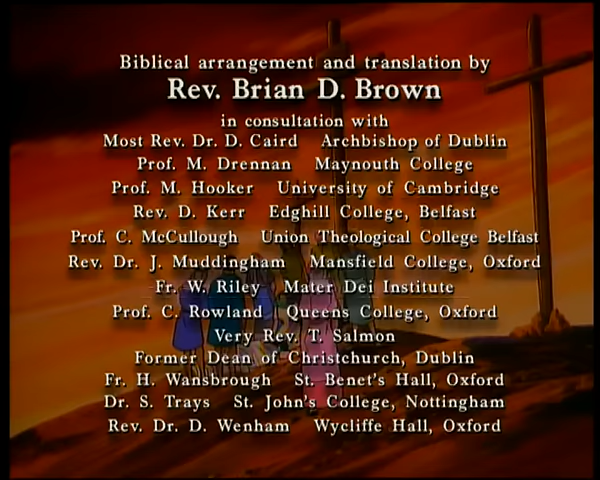 Biblical arrangement and translation by
Rev. Brian D. Brown
in consultation with
Most Rev. Dr. D. Caird Archbishop of Dublin
Prof. M. Drennan Maynouth College
Prof. M. Hooker University of Cambridge
Rev. D. Kerr Edghill College, Belfast
Prof. C. McCullough Union Theological College Belfast
Rev. Dr. J. Muddingham Mansfield College, Oxford
Fr. W. Riley Mater Dei Institute
Prof. C. Rowland Queens College, Oxford
Very Rev. T. Salmon
Former Dean of Christchurch, Dublin
Fr. H. Wansbrough St. Benet's Hall, Oxford
Dr. S. Trays St. John's College, Nottingham
Rev. Dr. D. Wenham Wycliffe Hall, Oxford